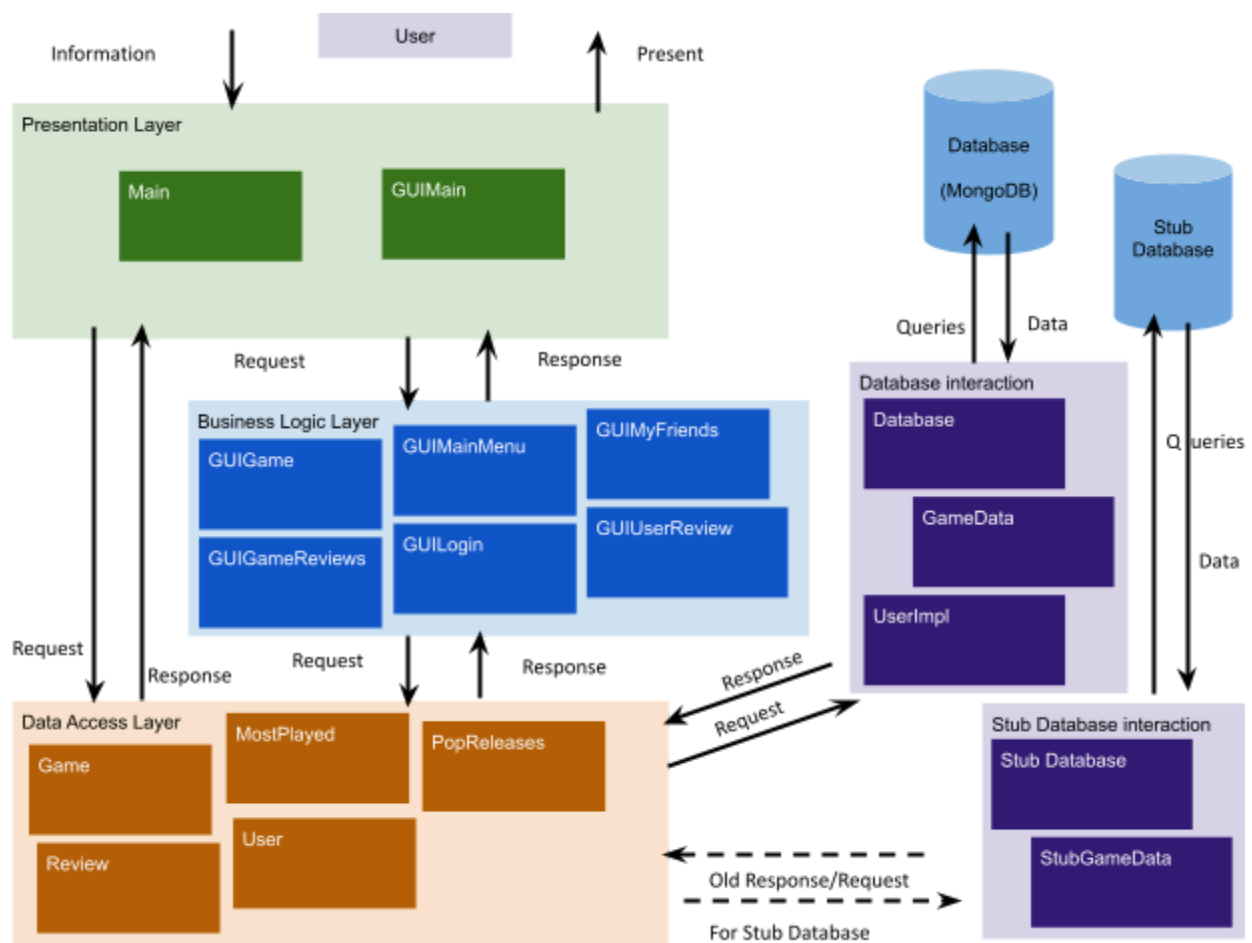 User
Information
Present
Presentation Layer
Main
GUIMain
Database
(MongoDB)
Stub
Database
Queries
Data
Request
Response
Database interaction
Database
GameData
UserImpl
Queries
Data
Business Logic Layer
GUIGame
GUIMainMenu
GUIMyFriends
GUIGameReviews
GUILogin
GUIUserReview
Request
Response
Request
Response
Response
Request
Data Access Layer
Game
MostPlayed
PopReleases
Review
User
Stub Database interaction
Stub Database
StubGameData
Old Response/Request
For Stub Database